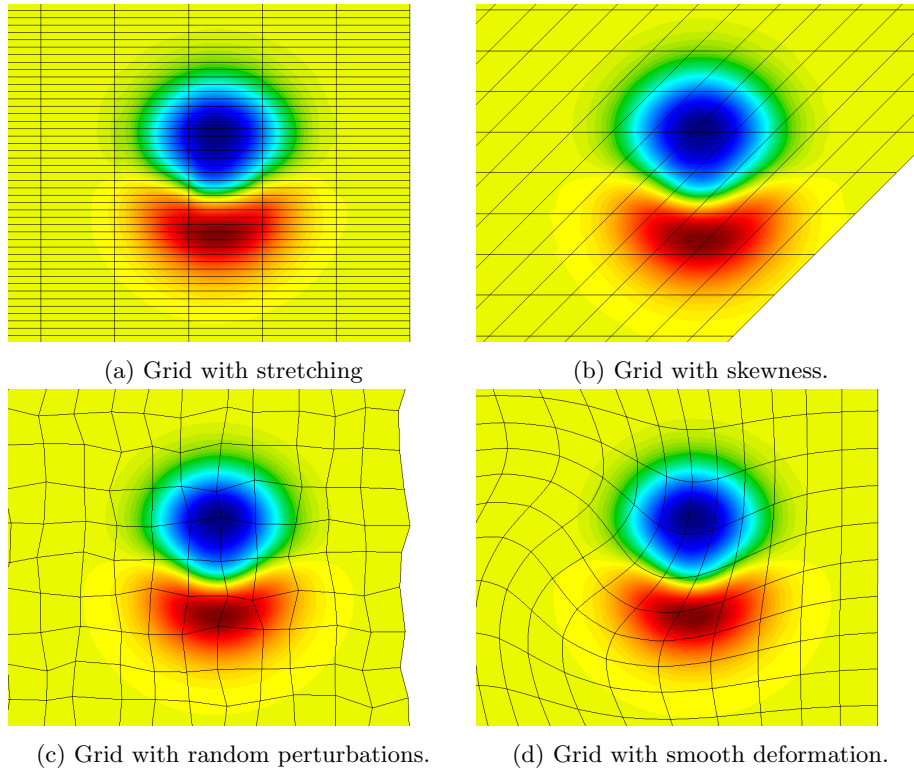 (a) Grid with stretching
(b) Grid with skewness.
(c) Grid with random perturbations.
(d) Grid with smooth deformation.